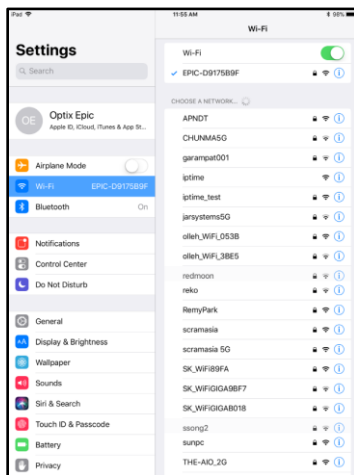 iPad
11:55 AM
98%
Settings
Wi-Fi
Search
OE
Optix Epic
Apple ID, iCloud, iTunes & App St...
Airplane Mode
Wi-Fi EPIC-D9175B9F
Bluetooth On
Notifications
Control Center
Do Not Disturb
General
Display & Brightness
AA
Wallpaper
Sounds
Siri & Search
Touch ID & Passcode
Battery
Privacy
Wi-Fi
EPIC-D9175B9F
CHOOSE A NETWORK...
APNDT
CHUNMA5G
garampat001
iptime
iptime_test
jarsystems5G
olleh_WiFi_053B
olleh_WiFi_3BE5
redmoon
reko
RemyPark
scramasia
scramasia 5G
SK_WiFi89FA
SK_WiFiGIGA9BF7
SK_WiFiGIGAB018
ssong2
sunpc
THE-AIO_2G